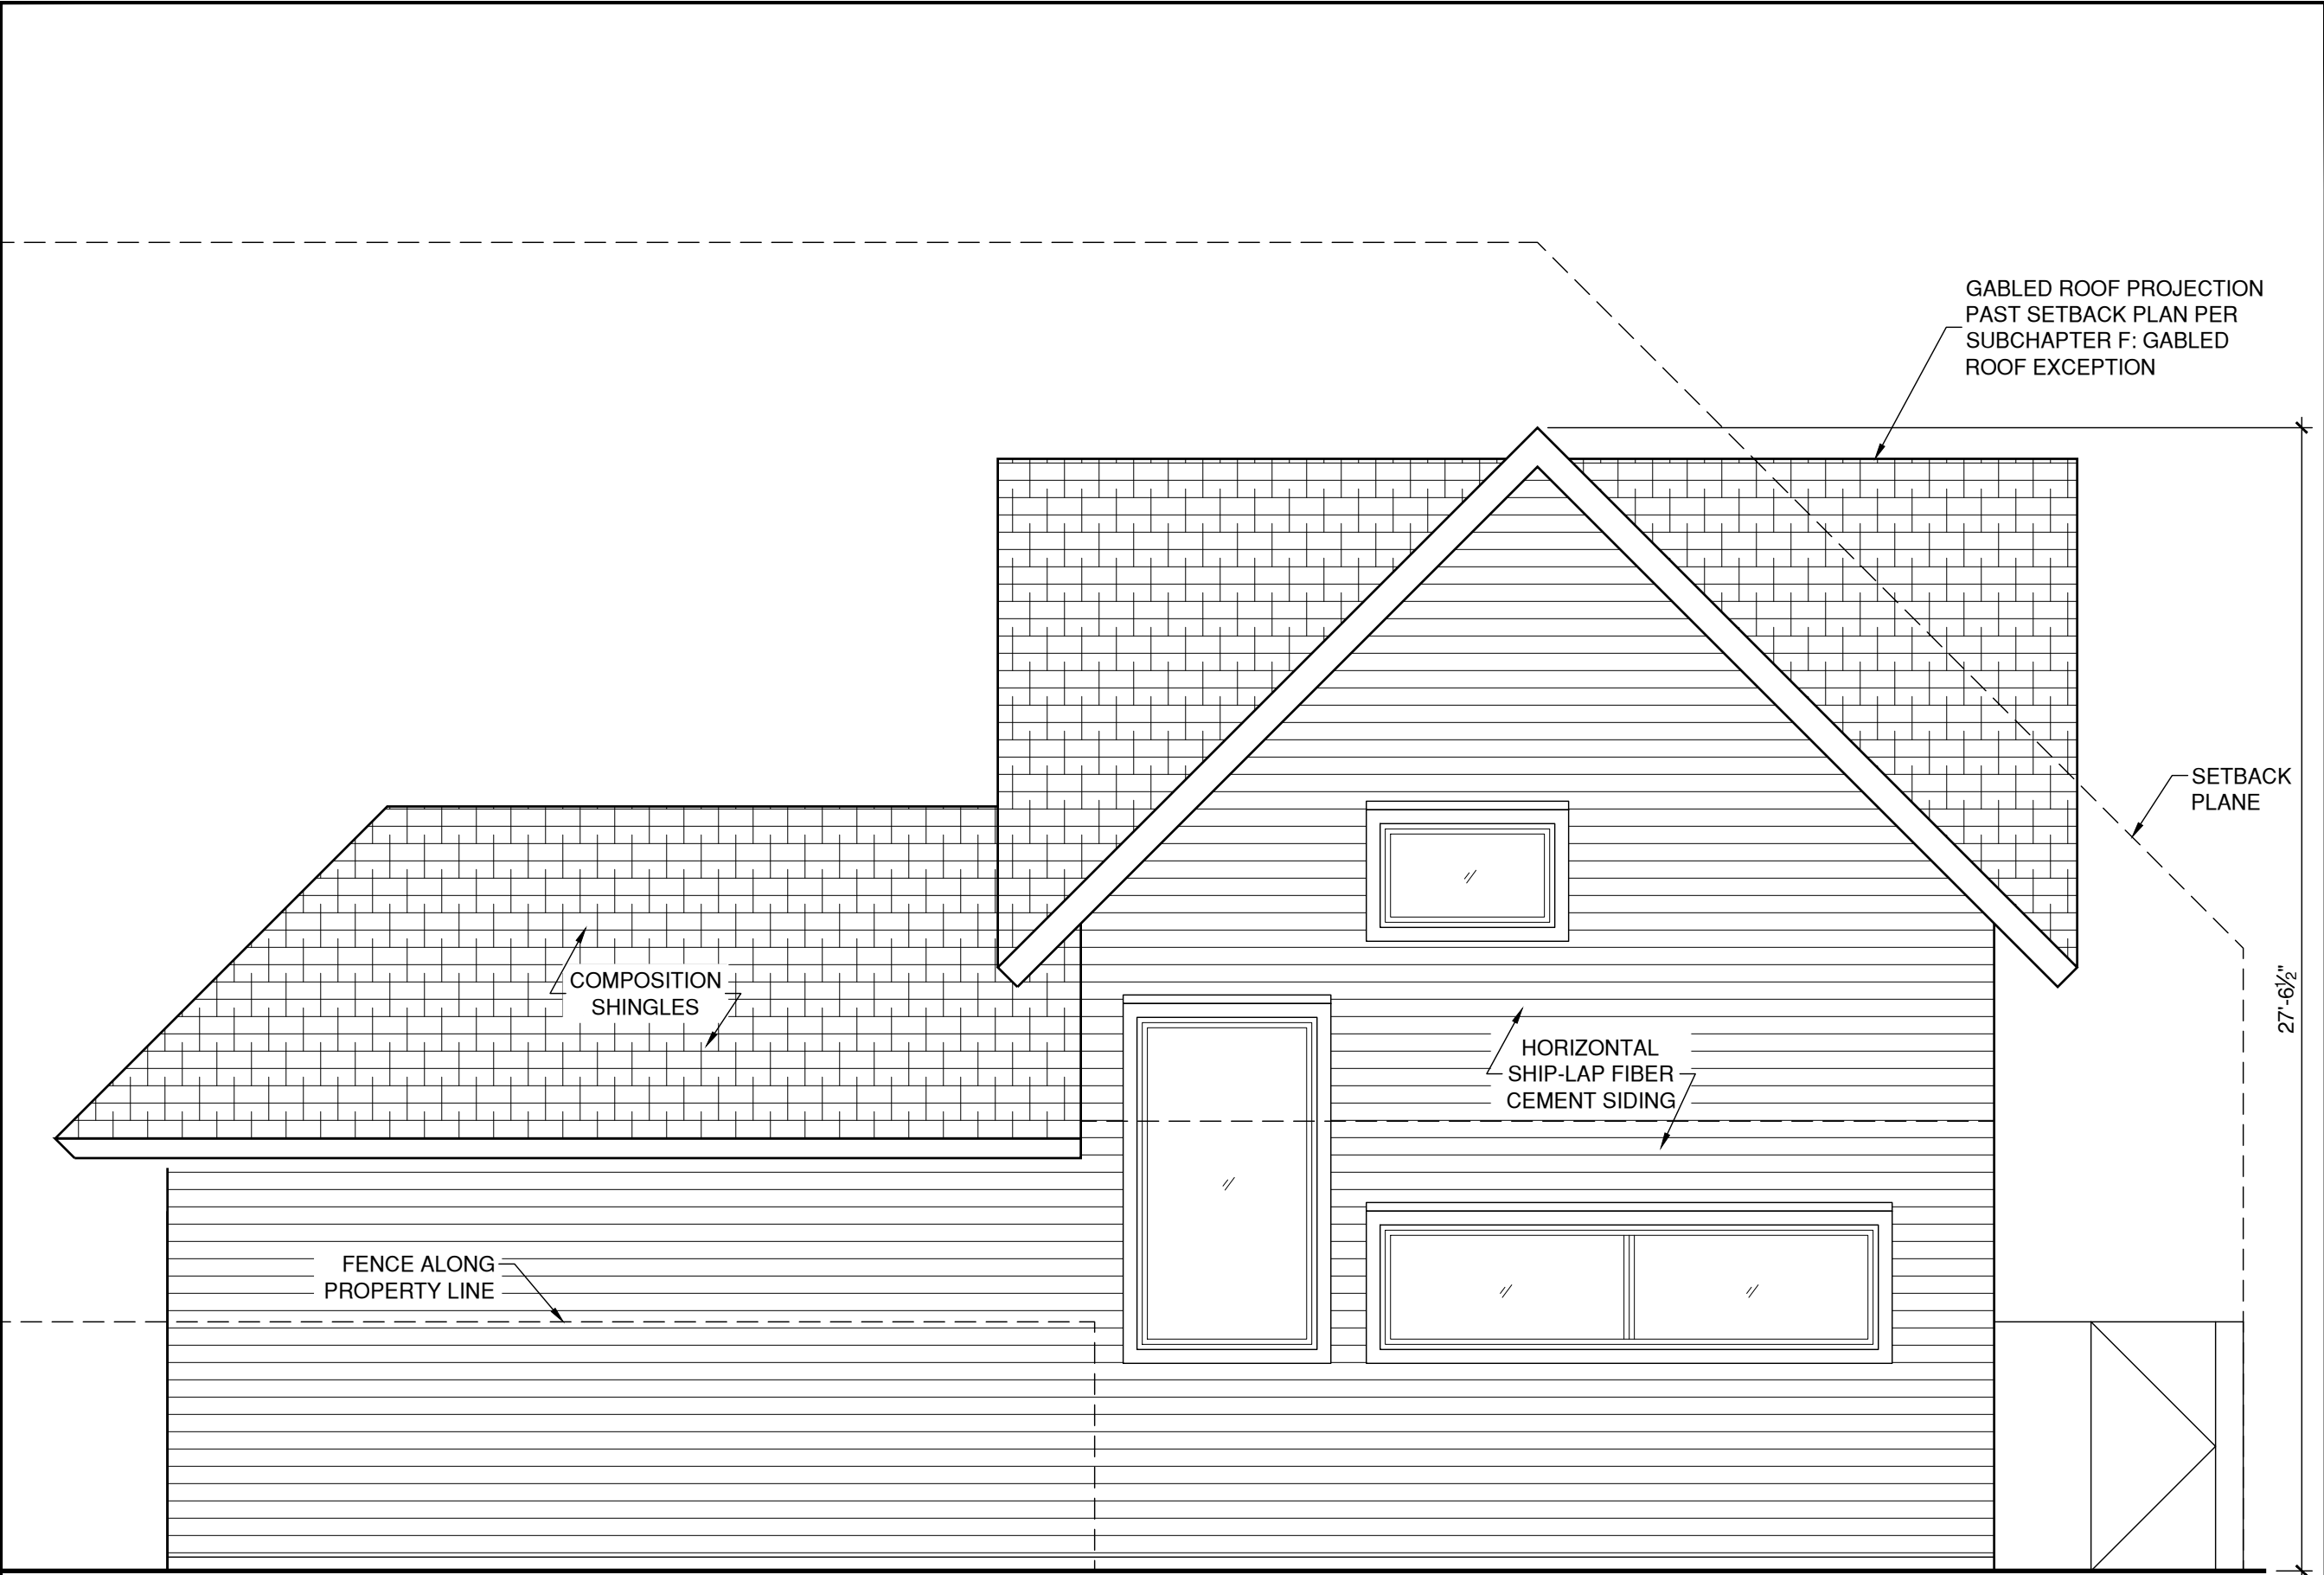 GABLED ROOF PROJECTION
PAST SETBACK PLAN PER
SUBCHAPTER F: GABLED
ROOF EXCEPTION
SETBACK
PLANE
COMPOSITION
SHINGLES
27'-6½"
HORIZONTAL
SHIP-LAP FIBER
CEMENT SIDING
FENCE ALONG
PROPERTY LINE